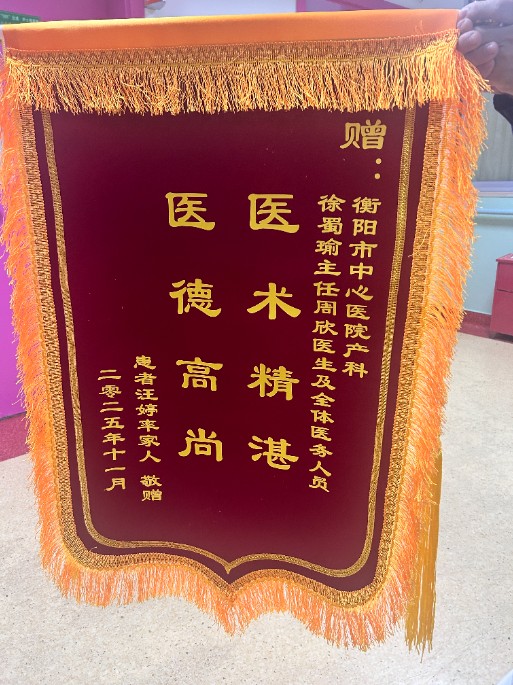 赠：
衡阳市中心医院产科
徐蜀瑜主任周欣医生及全体医务人员
医术精湛
医德高尚
患者汪婷率家人 敬赠
二零二五年十一月